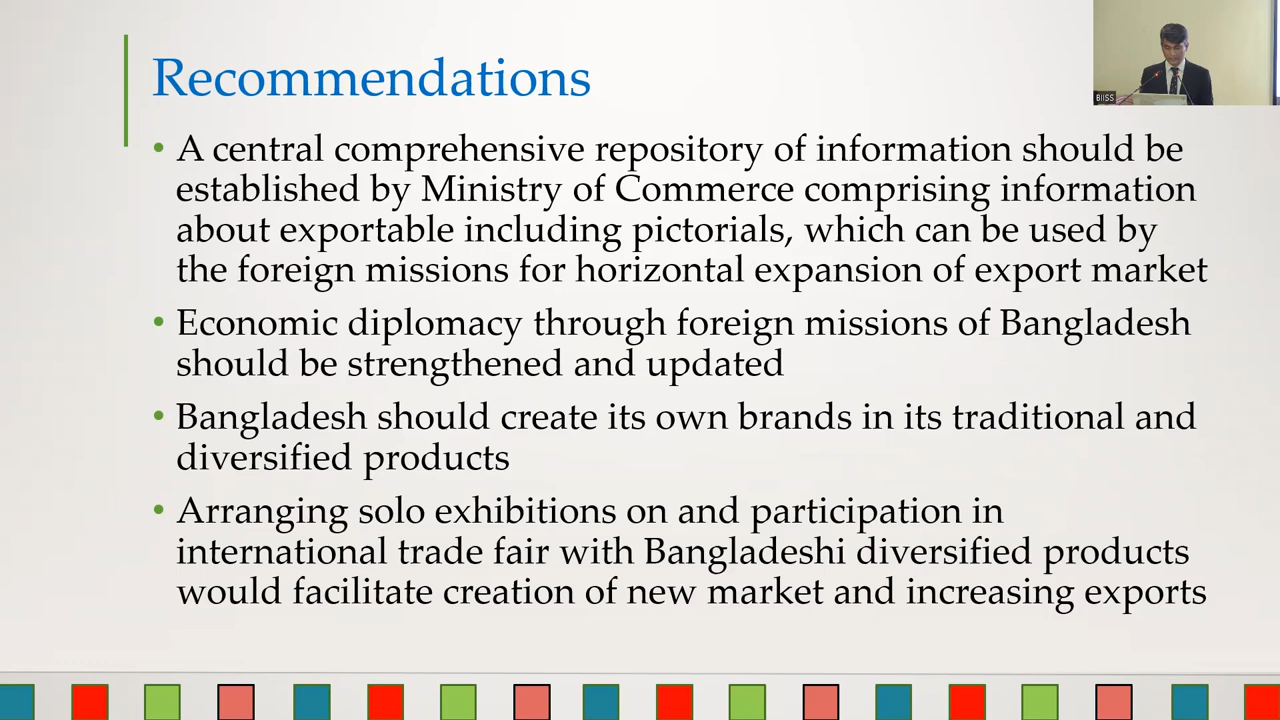 Recommendations
BIISS
• A central comprehensive repository of information should be
established by Ministry of Commerce comprising information
about exportable including pictorials, which can be used by
the foreign missions for horizontal expansion of export market
• Economic diplomacy through foreign missions of Bangladesh
should be strengthened and updated
• Bangladesh should create its own brands in its traditional and
diversified products
• Arranging solo exhibitions on and participation in
international trade fair with Bangladeshi diversified products
would facilitate creation of new market and increasing exports